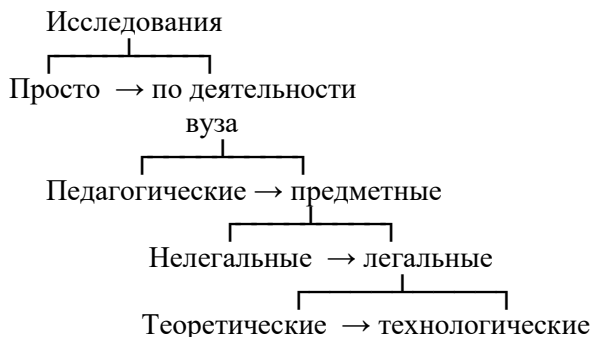 Исследования
Просто → по деятельности
вуза
Педагогические → предметные
Нелегальные → легальные
Теоретические → технологические